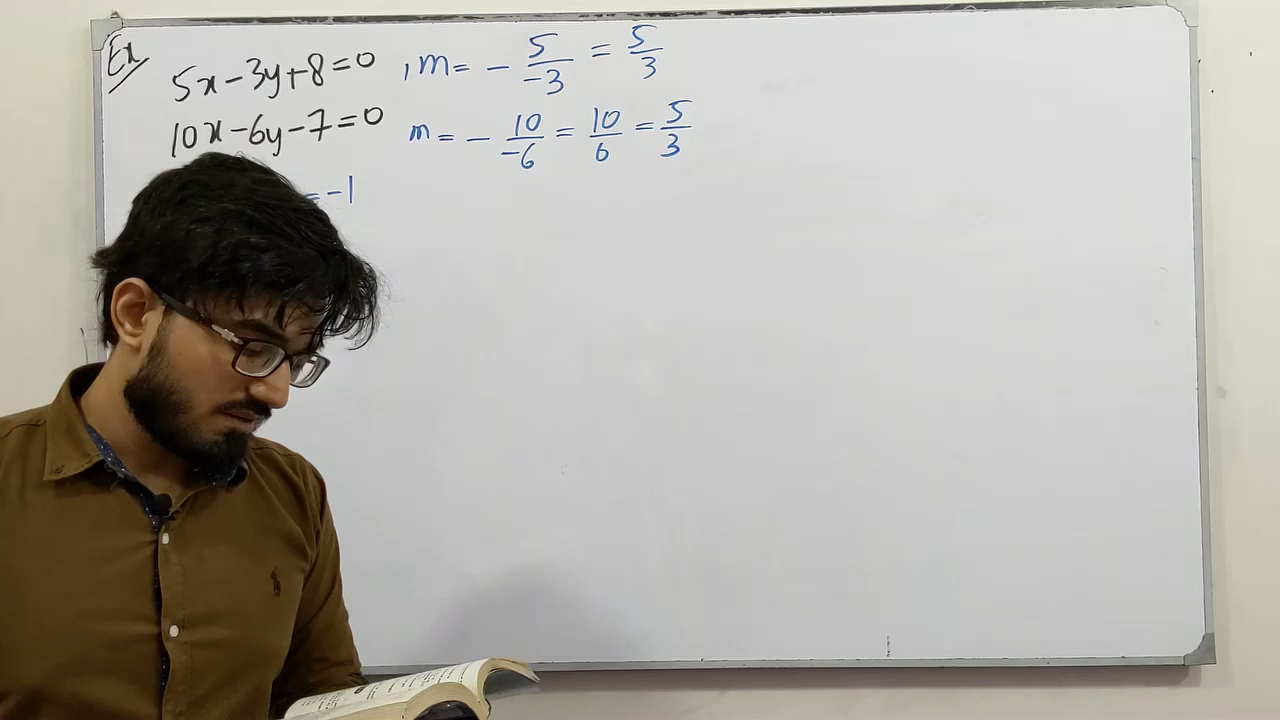 Ex
5x-3y+8=0 , m = - 5/-3 = 5/3
10x-6y-7=0 m = - 10/-6 = 10/6 = 5/3
= -1